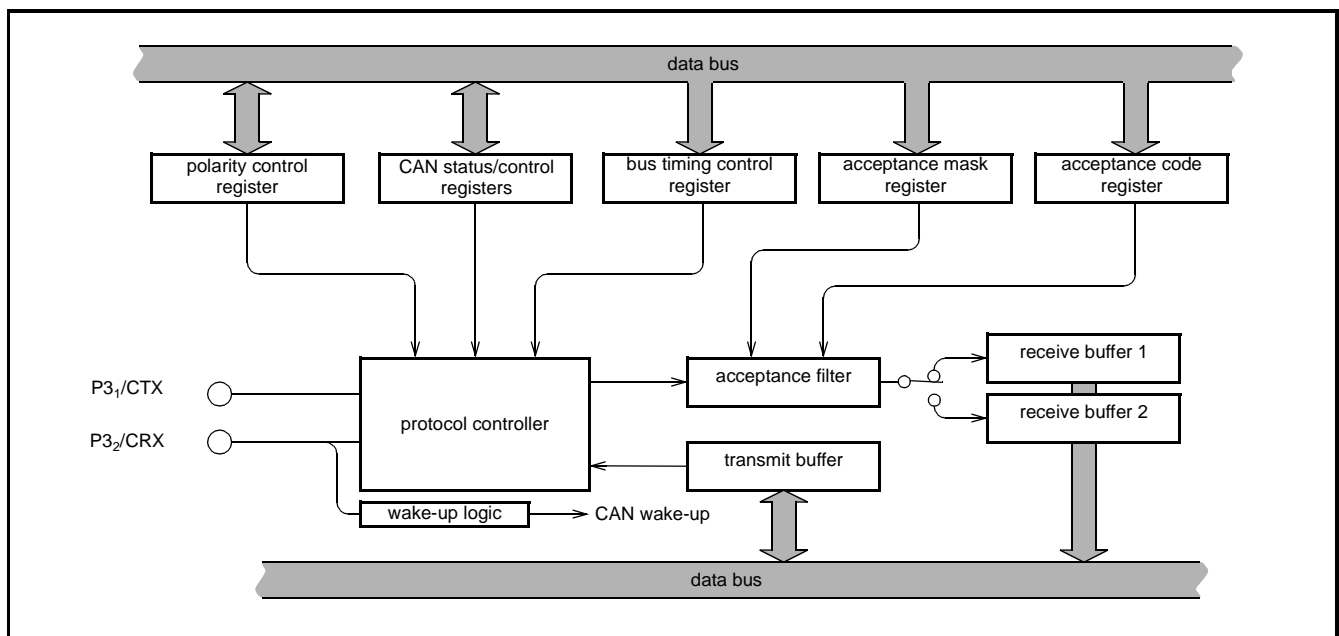 data bus
polarity control
register
CAN status/control
registers
bus timing control
register
acceptance mask
register
acceptance code
register
P3₁/CTX
P3₂/CRX
protocol controller
acceptance filter
receive buffer 1
receive buffer 2
transmit buffer
wake-up logic
CAN wake-up
data bus